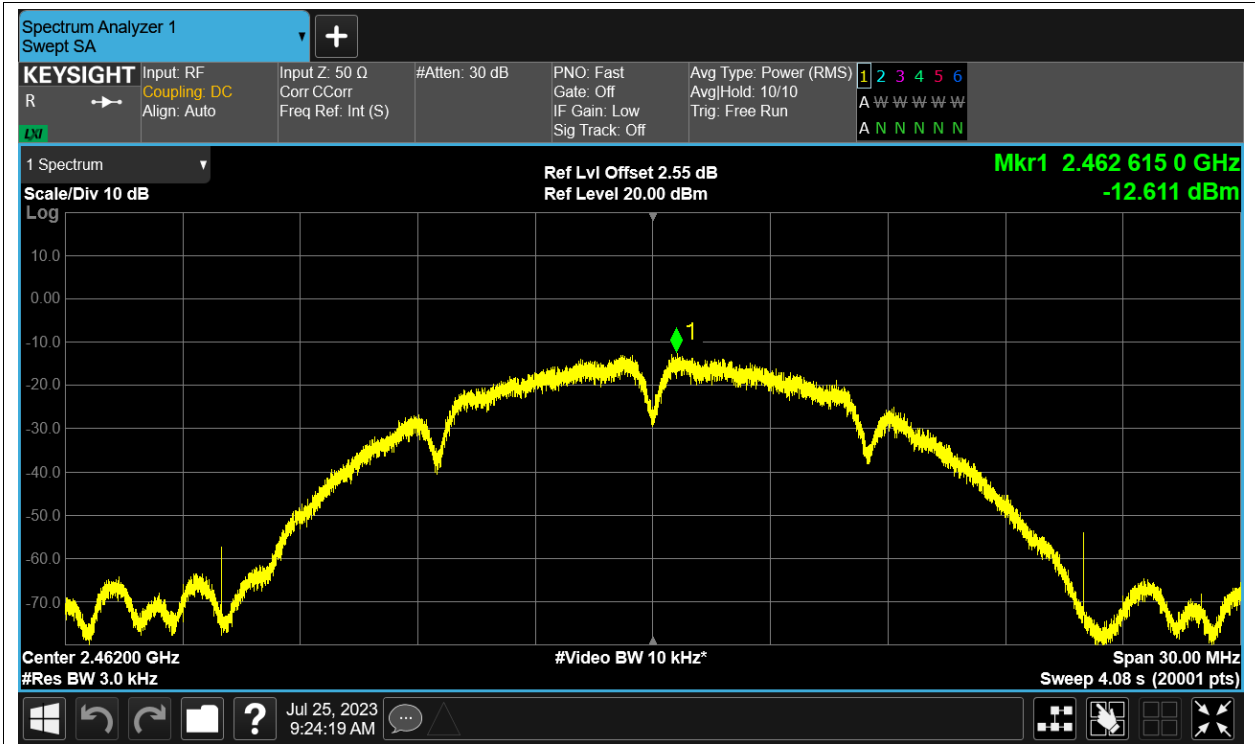 Spectrum Analyzer 1
Swept SA
+
KEYSIGHT
R
LXI
Input: RF
Coupling: DC
Align: Auto
Input Z: 50 Ω
Corr CCorr
Freq Ref: Int (S)
#Atten: 30 dB
PNO: Fast
Gate: Off
IF Gain: Low
Sig Track: Off
Avg Type: Power (RMS)
Avg|Hold: 10/10
Trig: Free Run
1 2 3 4 5 6
A W W W W W
A N N N N N
1 Spectrum
Scale/Div 10 dB
Log
Ref Lvl Offset 2.55 dB
Ref Level 20.00 dBm
Mkr1 2.462 615 0 GHz
-12.611 dBm
10.0
0.00
-10.0
-20.0
-30.0
-40.0
-50.0
-60.0
-70.0
1
Center 2.46200 GHz
#Res BW 3.0 kHz
#Video BW 10 kHz*
Span 30.00 MHz
Sweep 4.08 s (20001 pts)
?
Jul 25, 2023
9:24:19 AM